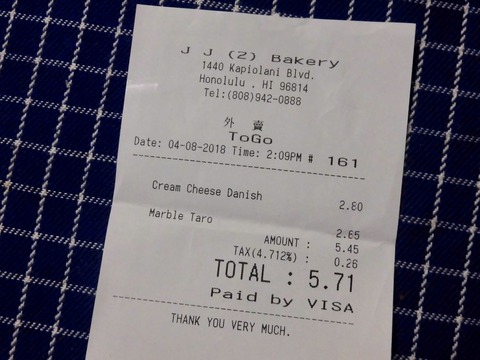 J J (2) Bakery
1440 Kapiolani Blvd.
Honolulu . HI 96814
Tel:(808)942-0888
外 賣
ToGo
Date: 04-08-2018 Time: 2:09PM # 161
Cream Cheese Danish 2.80
Marble Taro 2.65
AMOUNT : 5.45
TAX(4.712%) : 0.26
TOTAL : 5.71
Paid by VISA
THANK YOU VERY MUCH.